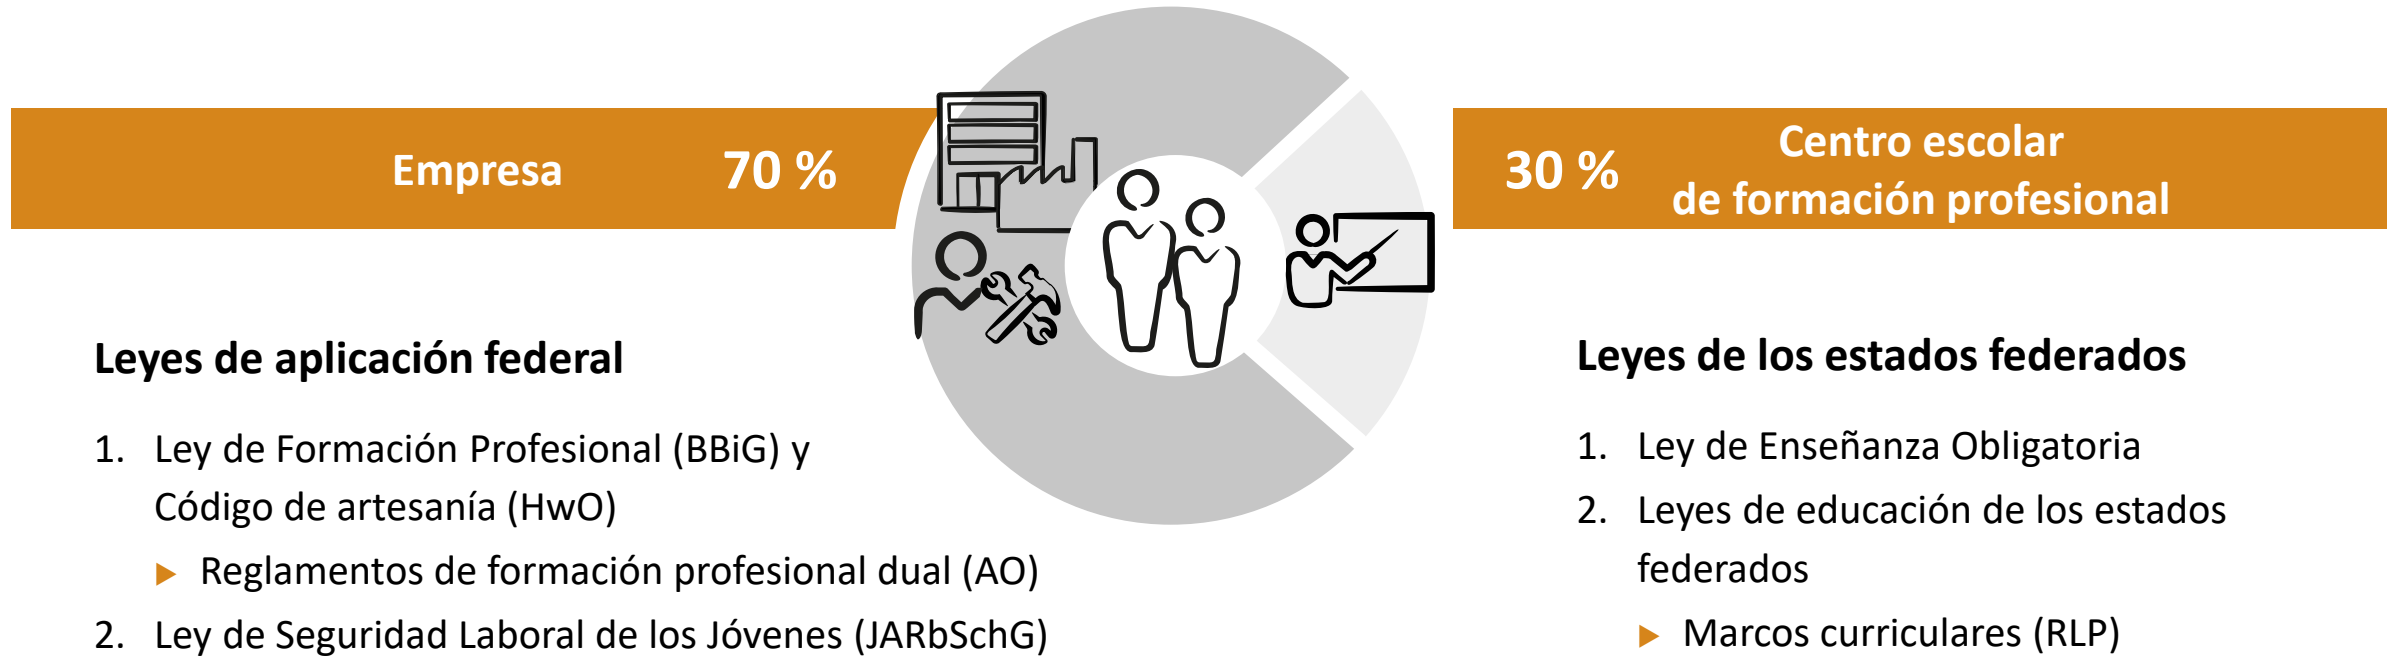 Empresa
70 %
30 %
Centro escolar
de formación profesional
Leyes de aplicación federal
1. Ley de Formación Profesional (BBiG) y
Código de artesanía (HwO)
Reglamentos de formación profesional dual (AO)
2. Ley de Seguridad Laboral de los Jóvenes (JARbSchG)
Leyes de los estados federados
1. Ley de Enseñanza Obligatoria
2. Leyes de educación de los estados
federados
Marcos curriculares (RLP)